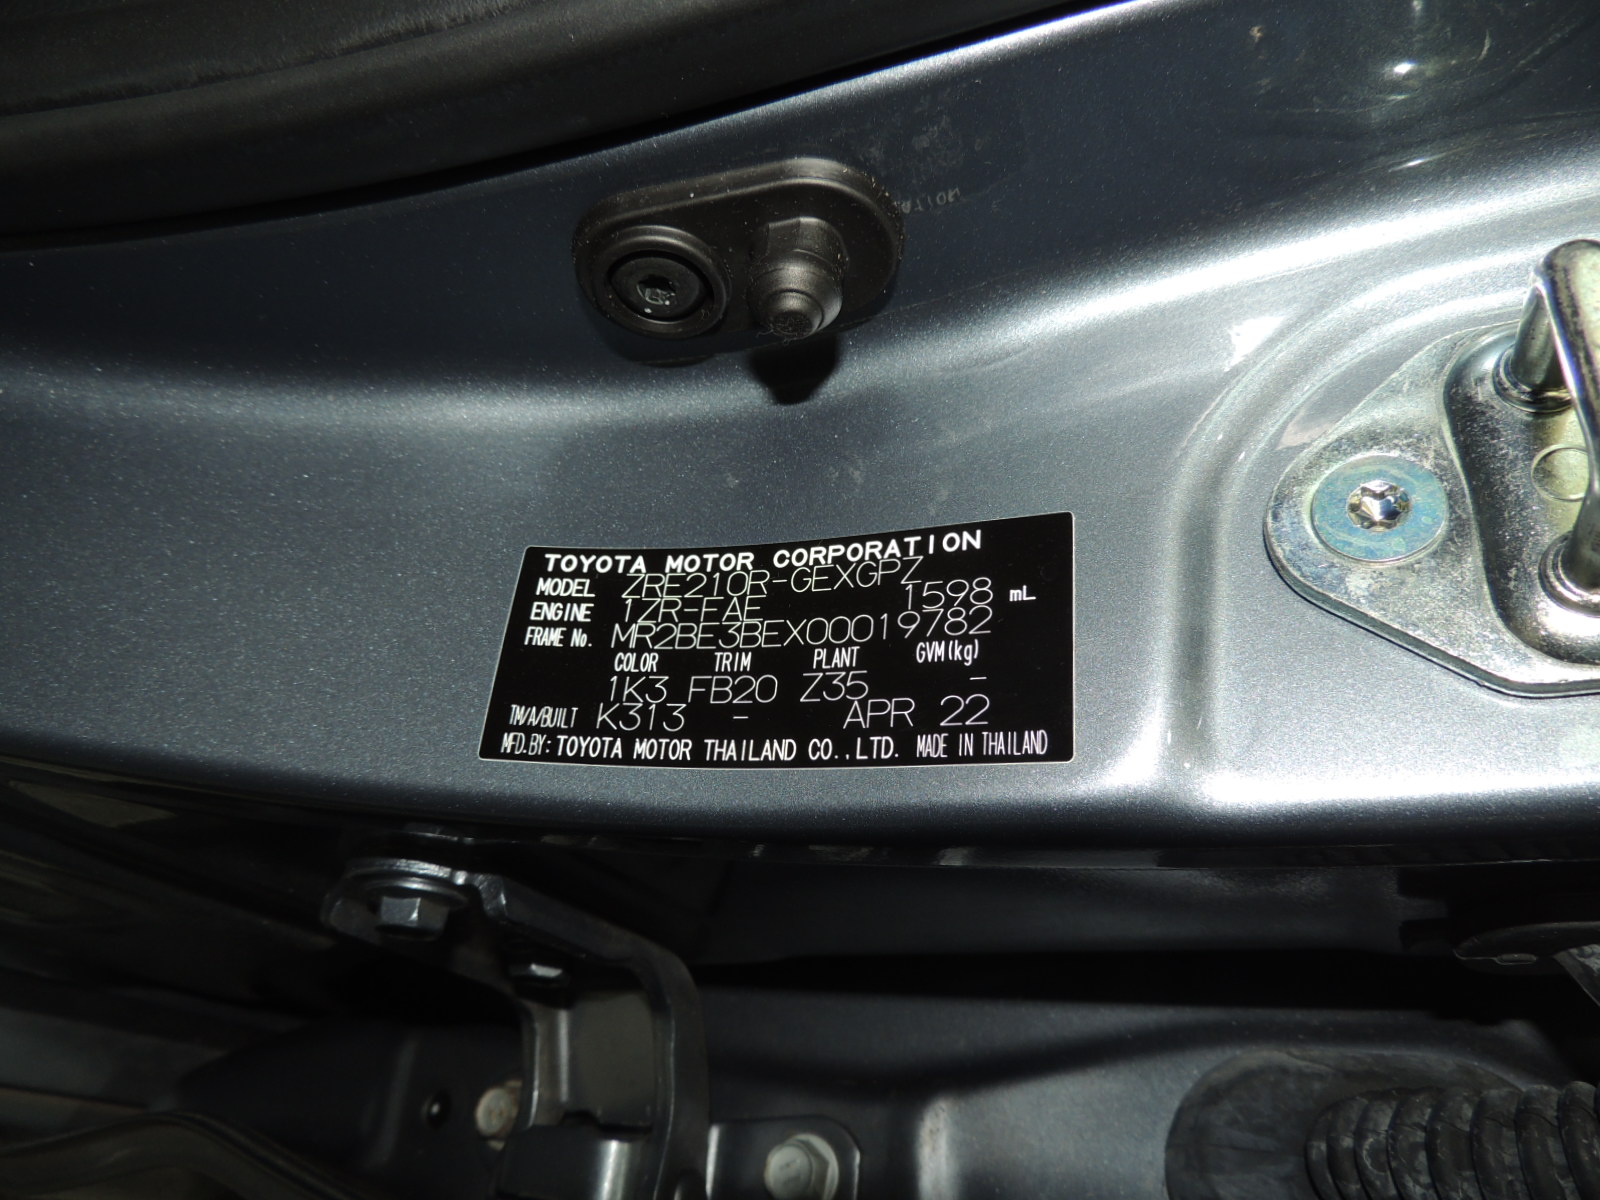 TOYOTA MOTOR CORPORATION
MODEL ZRE210R-GEXGPZ
ENGINE 1ZR-FAE 1598 mL
FRAME No. MR2BE3BEX00019782
COLOR TRIM PLANT GVM(kg)
1K3 FB20 Z35 -
TM/A/BUILT K313 - APR 22
MFD.BY: TOYOTA MOTOR THAILAND CO.,LTD. MADE IN THAILAND